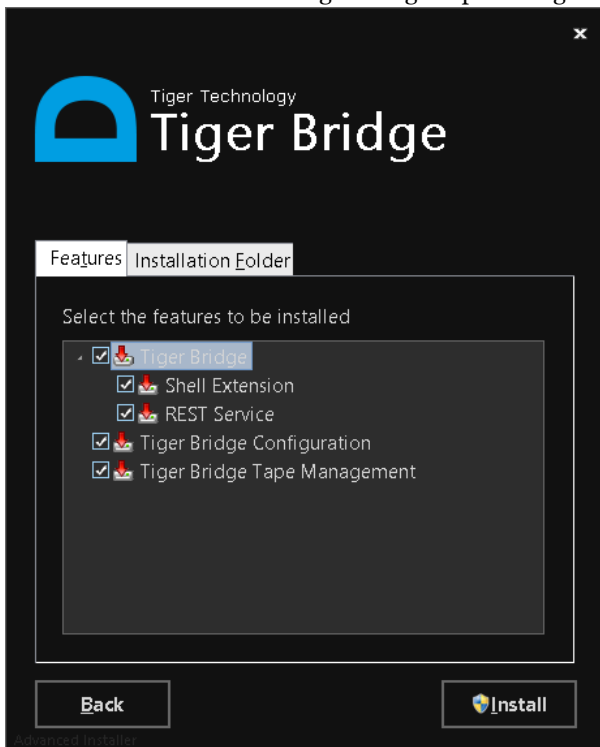 x
Tiger Technology
Tiger Bridge
Features Installation Folder
Select the features to be installed
Tiger Bridge
Shell Extension
REST Service
Tiger Bridge Configuration
Tiger Bridge Tape Management
Back Install
Advanced Installer